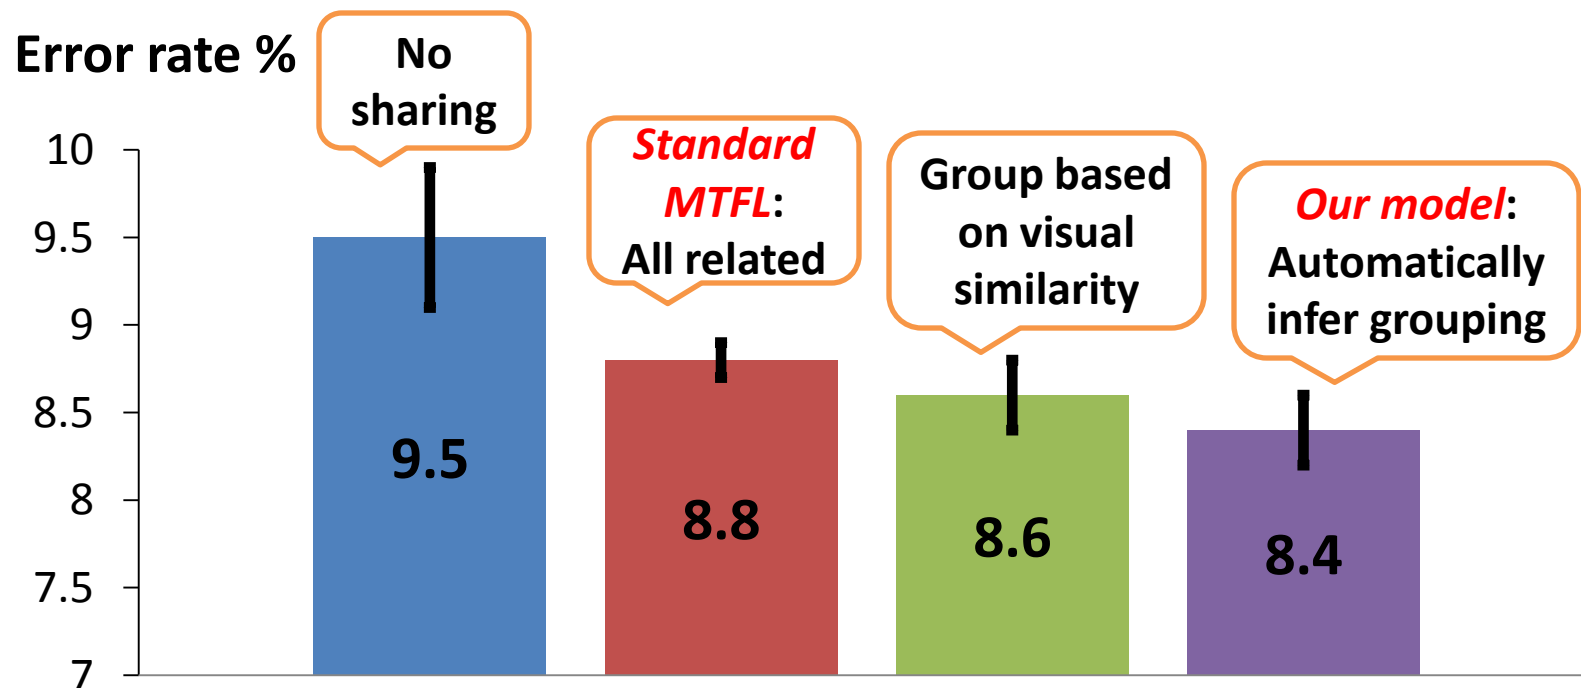 Error rate %
No
sharing
Standard
MTFL:
All related
Group based
on visual
similarity
Our model:
Automatically
infer grouping
10
9.5
9
8.5
8
7.5
7
9.5
8.8
8.6
8.4